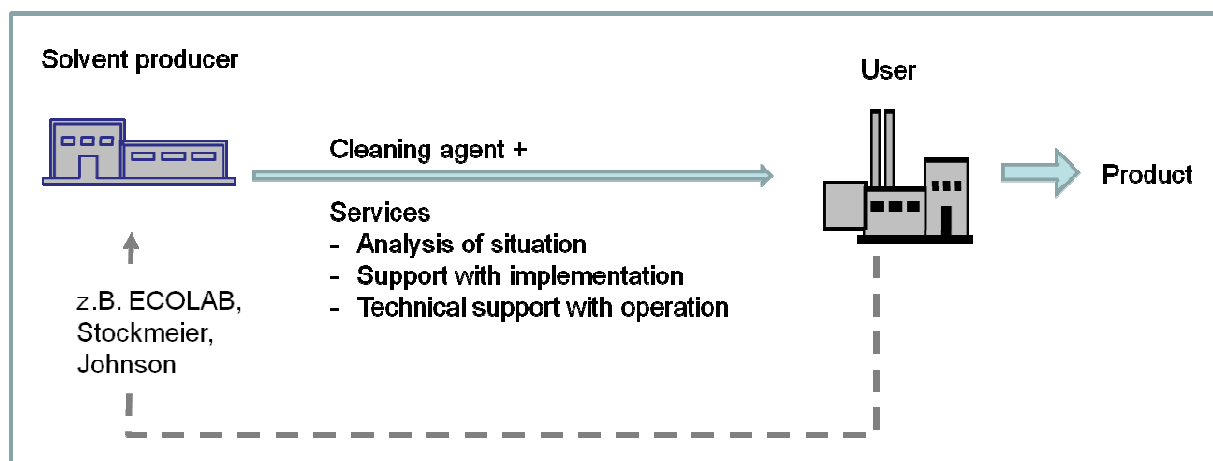 Solvent producer
User
Cleaning agent +
Product
Services
- Analysis of situation
- Support with implementation
- Technical support with operation
z.B. ECOLAB,
Stockmeier,
Johnson